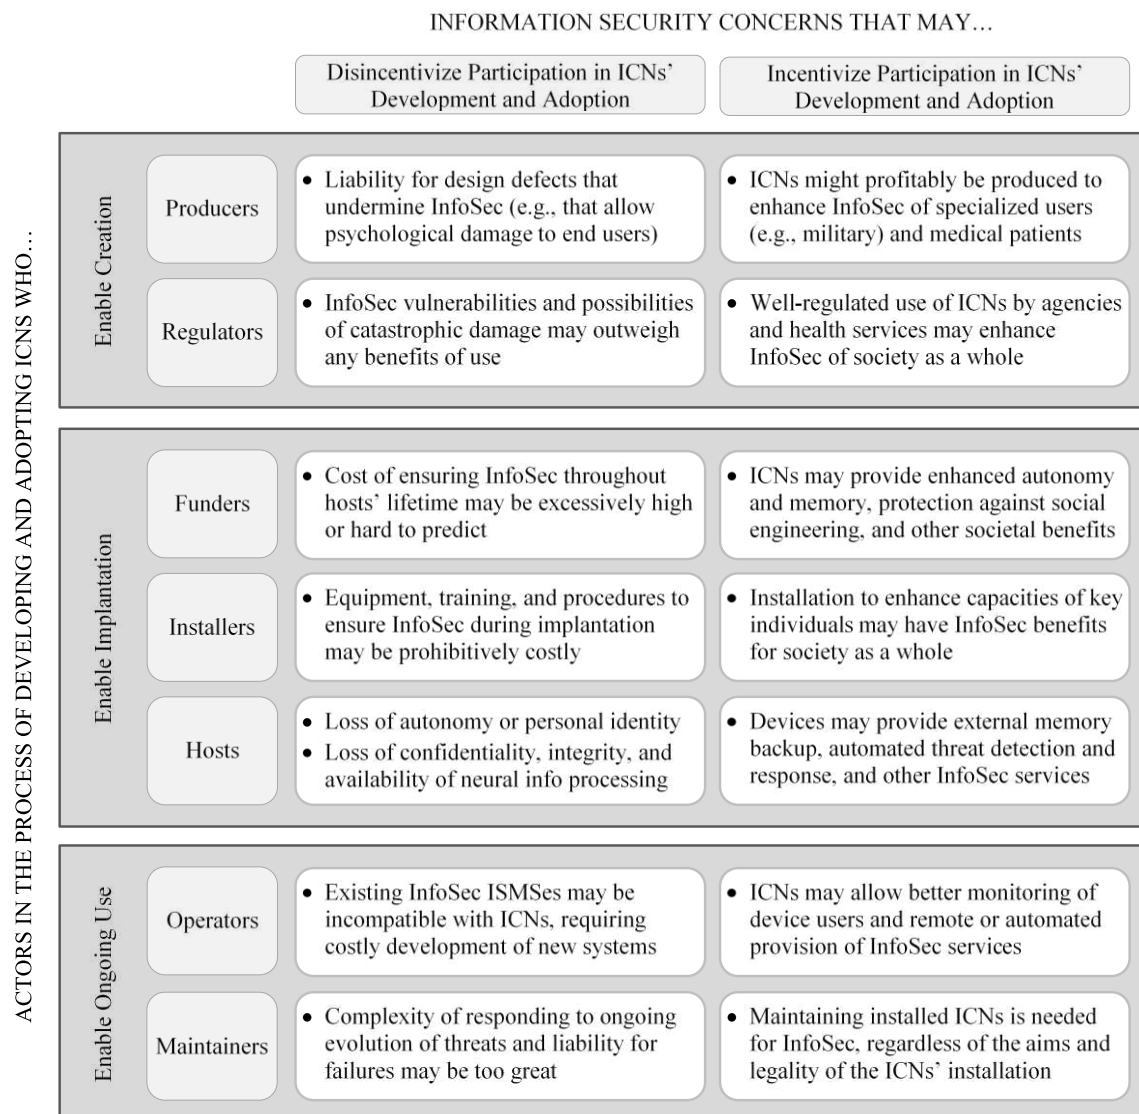 INFORMATION SECURITY CONCERNS THAT MAY…
Disincentivize Participation in ICNs’
Development and Adoption
Incentivize Participation in ICNs’
Development and Adoption
ACTORS IN THE PROCESS OF DEVELOPING AND ADOPTING ICNS WHO…
Enable Creation
Producers
• Liability for design defects that
undermine InfoSec (e.g., that allow
psychological damage to end users)
• ICNs might profitably be produced to
enhance InfoSec of specialized users
(e.g., military) and medical patients
Regulators
• InfoSec vulnerabilities and possibilities
of catastrophic damage may outweigh
any benefits of use
• Well-regulated use of ICNs by agencies
and health services may enhance
InfoSec of society as a whole
Enable Implantation
Funders
• Cost of ensuring InfoSec throughout
hosts’ lifetime may be excessively high
or hard to predict
• ICNs may provide enhanced autonomy
and memory, protection against social
engineering, and other societal benefits
Installers
• Equipment, training, and procedures to
ensure InfoSec during implantation
may be prohibitively costly
• Installation to enhance capacities of key
individuals may have InfoSec benefits
for society as a whole
Hosts
• Loss of autonomy or personal identity
• Loss of confidentiality, integrity, and
availability of neural info processing
• Devices may provide external memory
backup, automated threat detection and
response, and other InfoSec services
Enable Ongoing Use
Operators
• Existing InfoSec ISMSes may be
incompatible with ICNs, requiring
costly development of new systems
• ICNs may allow better monitoring of
device users and remote or automated
provision of InfoSec services
Maintainers
• Complexity of responding to ongoing
evolution of threats and liability for
failures may be too great
• Maintaining installed ICNs is needed
for InfoSec, regardless of the aims and
legality of the ICNs’ installation